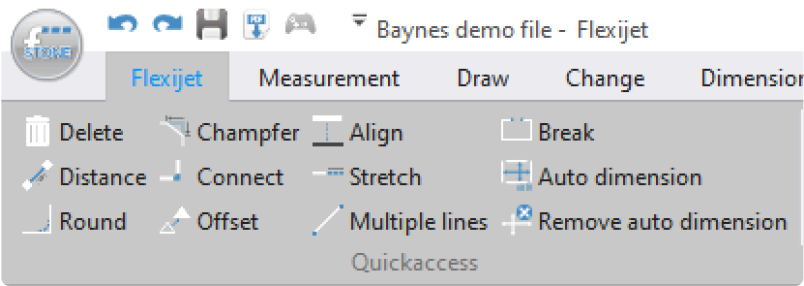 Baynes demo file - Flexijet
f
STONE
PDF
Flexijet Measurement Draw Change Dimension
Delete Champfer Align Break
Distance Connect Stretch Auto dimension
Round Offset Multiple lines Remove auto dimension
Quickaccess